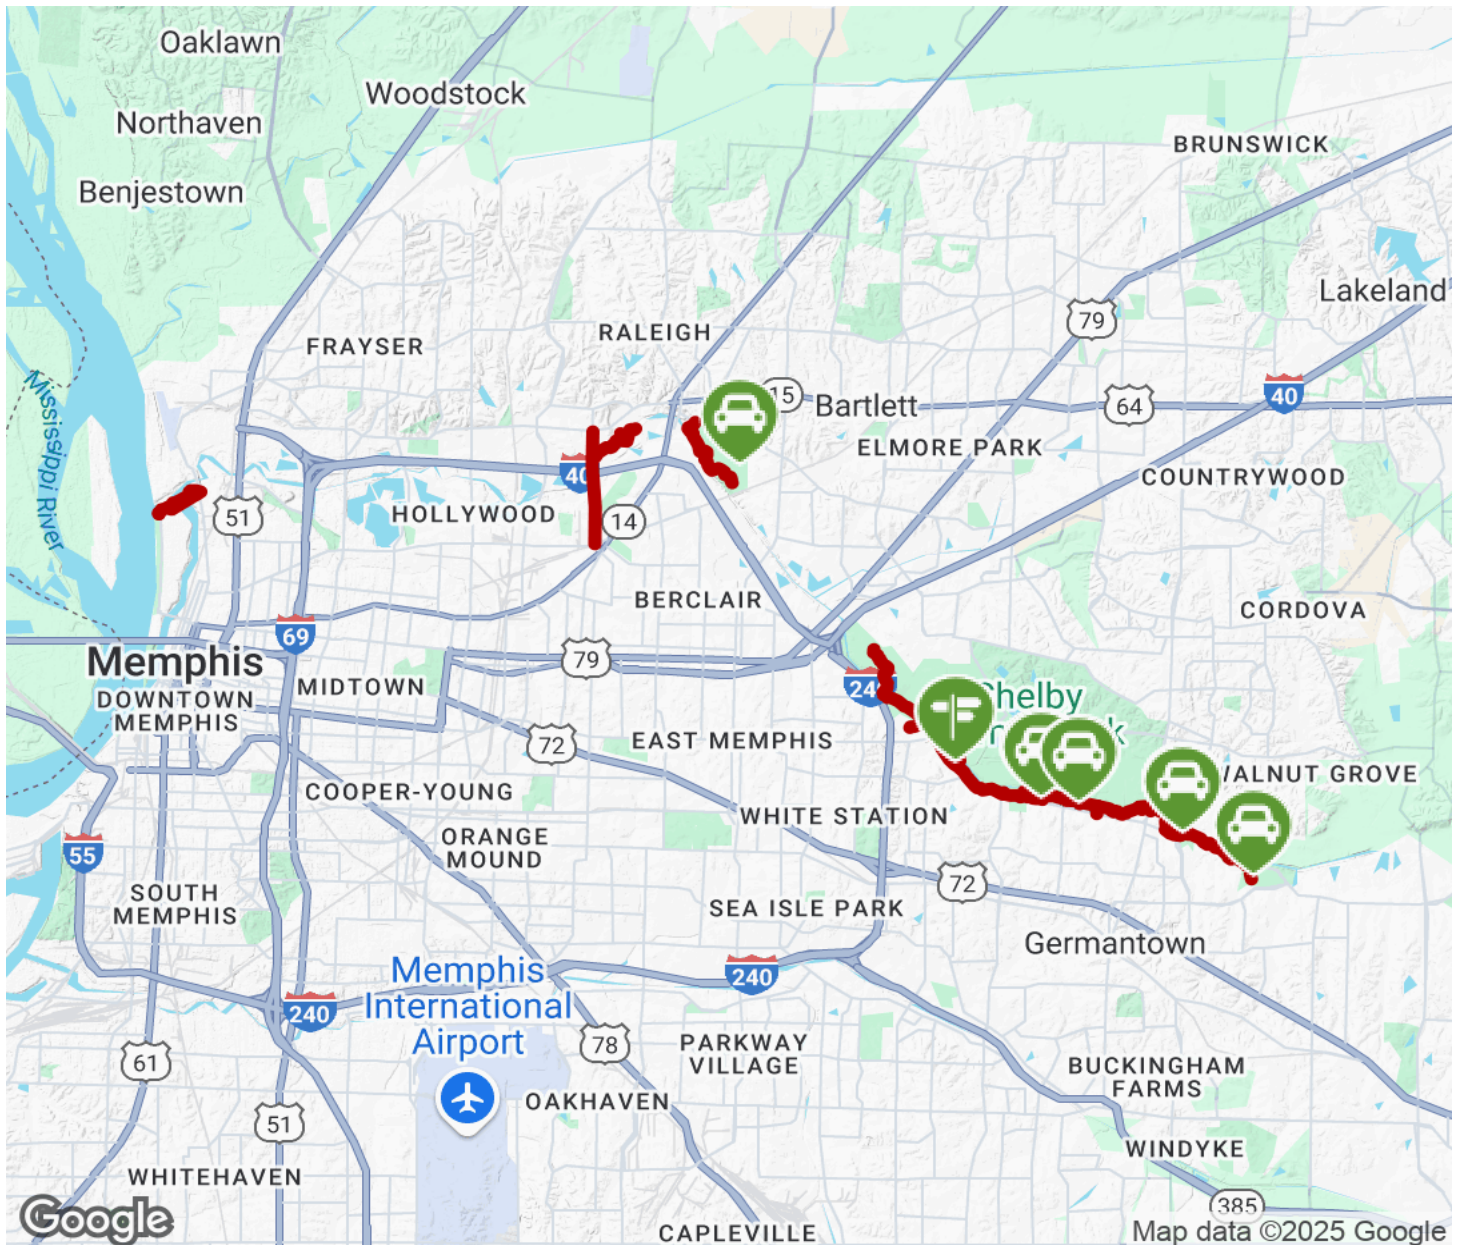 Oaklawn
Woodstock
Northaven
BRUNSWICK
Benjestown
Lakeland
79
RALEIGH
FRAYSER
15
40
Bartlett
64
Mississippi River
ELMORE PARK
40
COUNTRYWOOD
51
HOLLYWOOD
14
BERCLAIR
CORDOVA
69
79
Memphis
MIDTOWN
DOWNTOWN
MEMPHIS
Shelby
72
EAST MEMPHIS
WALNUT GROVE
COOPER-YOUNG
WHITE STATION
ORANGE
MOUND
55
72
SOUTH
MEMPHIS
SEA ISLE PARK
Germantown
Memphis
International
Airport
240
240
78
PARKWAY
VILLAGE
61
BUCKINGHAM
FARMS
OAKHAVEN
51
WINDYKE
WHITEHAVEN
385
Google
CAPLEVILLE
Map data ©2025 Google